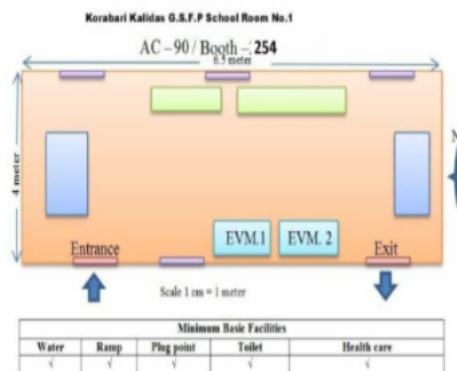 Korabari Kalidas G.S.F.P School Room No.1
AC – 90 / Booth – 254
6.5 meter
4 meter
N
EVM.1 EVM. 2
Entrance Exit
Scale 1 cm = 1 meter
Minimum Basic Facilities
Water Ramp Plug point Toilet Health care
√ √ √ √ √